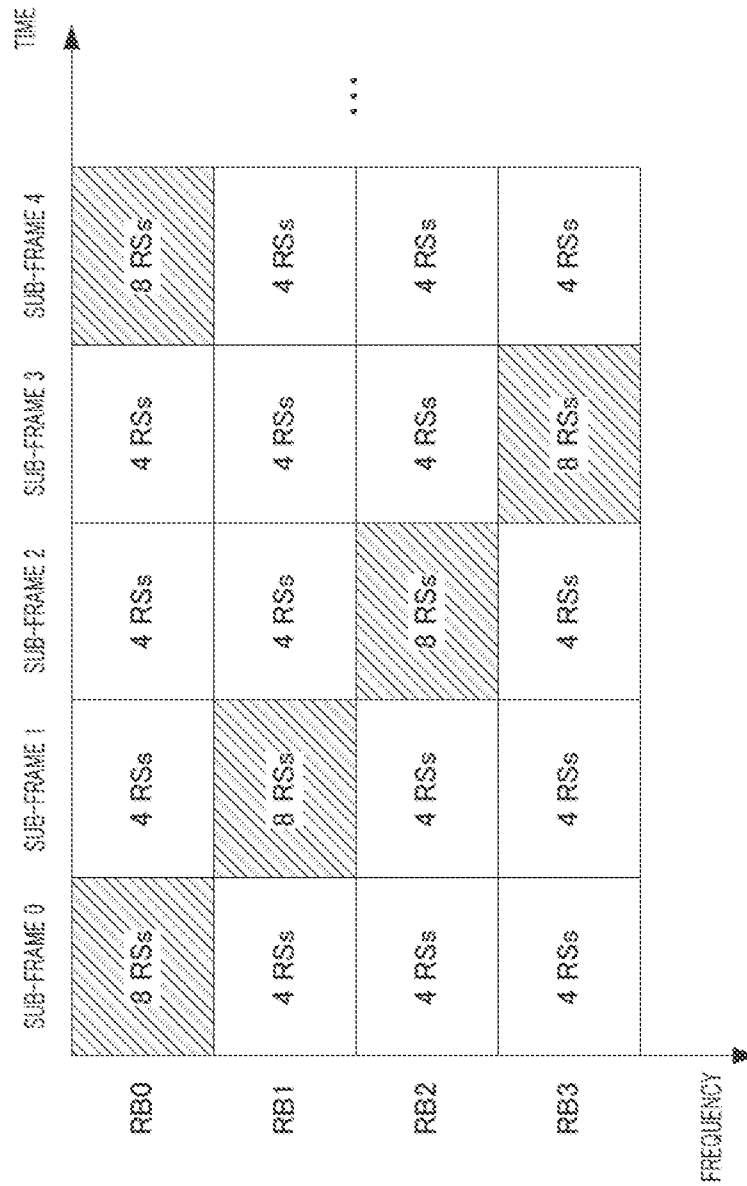 TIME
SUB-FRAME 0 SUB-FRAME 1 SUB-FRAME 2 SUB-FRAME 3 SUB-FRAME 4
RB0 8 RSs 4 RSs 4 RSs 4 RSs 8 RSs
RB1 4 RSs 8 RSs 4 RSs 4 RSs 4 RSs
...
RB2 4 RSs 4 RSs 8 RSs 4 RSs 4 RSs
RB3 4 RSs 4 RSs 4 RSs 8 RSs 4 RSs
FREQUENCY